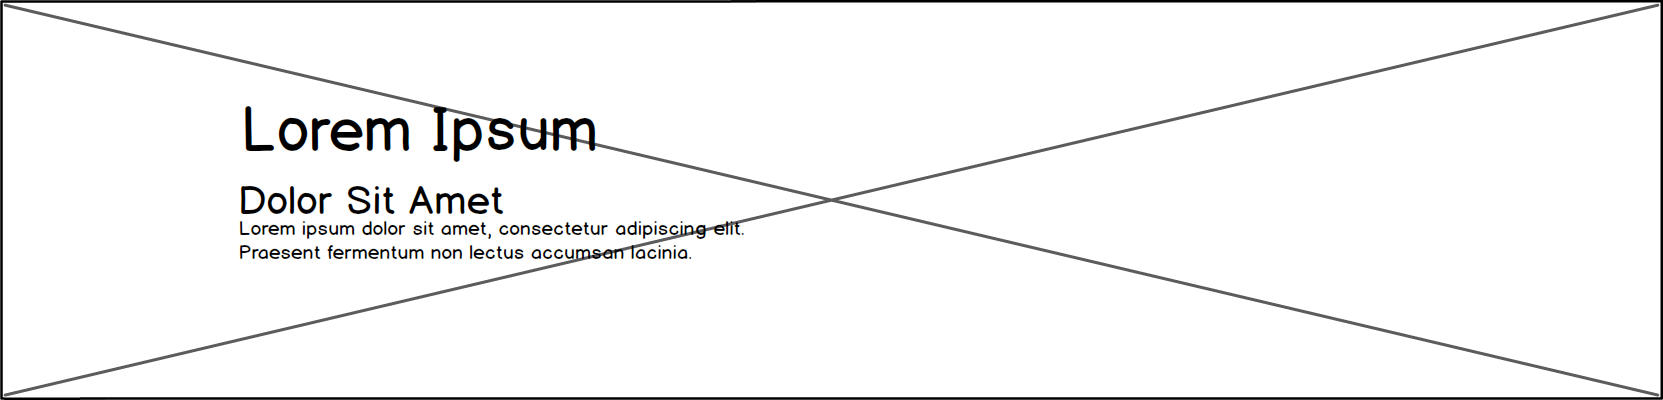 Lorem Ipsum
Dolor Sit Amet
Lorem ipsum dolor sit amet, consectetur adipiscing elit.
Praesent fermentum non lectus accumsan lacinia.